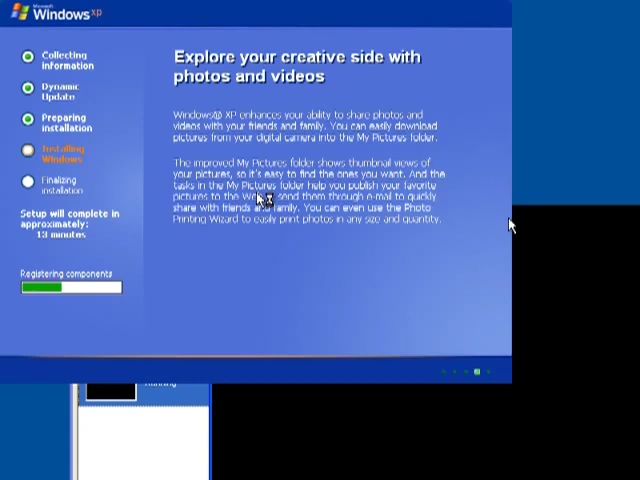 Microsoft
Windows xp
Collecting
information
Dynamic
Update
Preparing
installation
Installing
Windows
Finalizing
installation
Setup will complete in
approximately:
13 minutes
Registering components
Explore your creative side with
photos and videos
Windows® XP enhances your ability to share photos and
videos with your friends and family. You can easily download
pictures from your digital camera into the My Pictures folder.
The improved My Pictures folder shows thumbnail views of
your pictures, so it's easy to find the ones you want. And the
tasks in the My Pictures folder help you publish your favorite
pictures to the send them through e-mail to quickly
share with friends and family. You can even use the Photo
Printing Wizard to easily print photos in any size and quantity.
Running